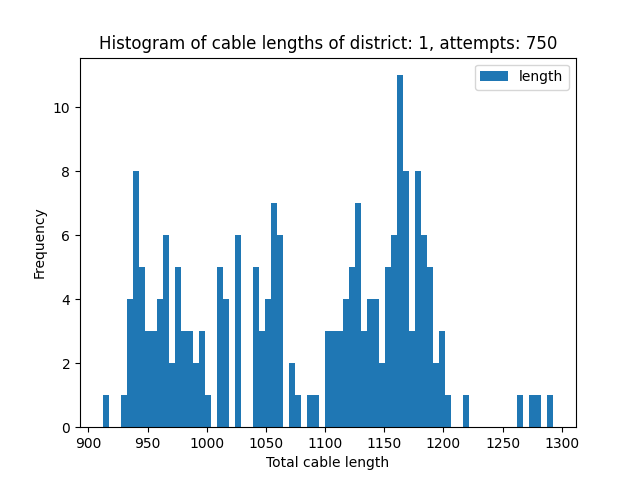 Histogram of cable lengths of district: 1, attempts: 750
length
10
8
6
4
2
0
Frequency
900 950 1000 1050 1100 1150 1200 1250 1300
Total cable length